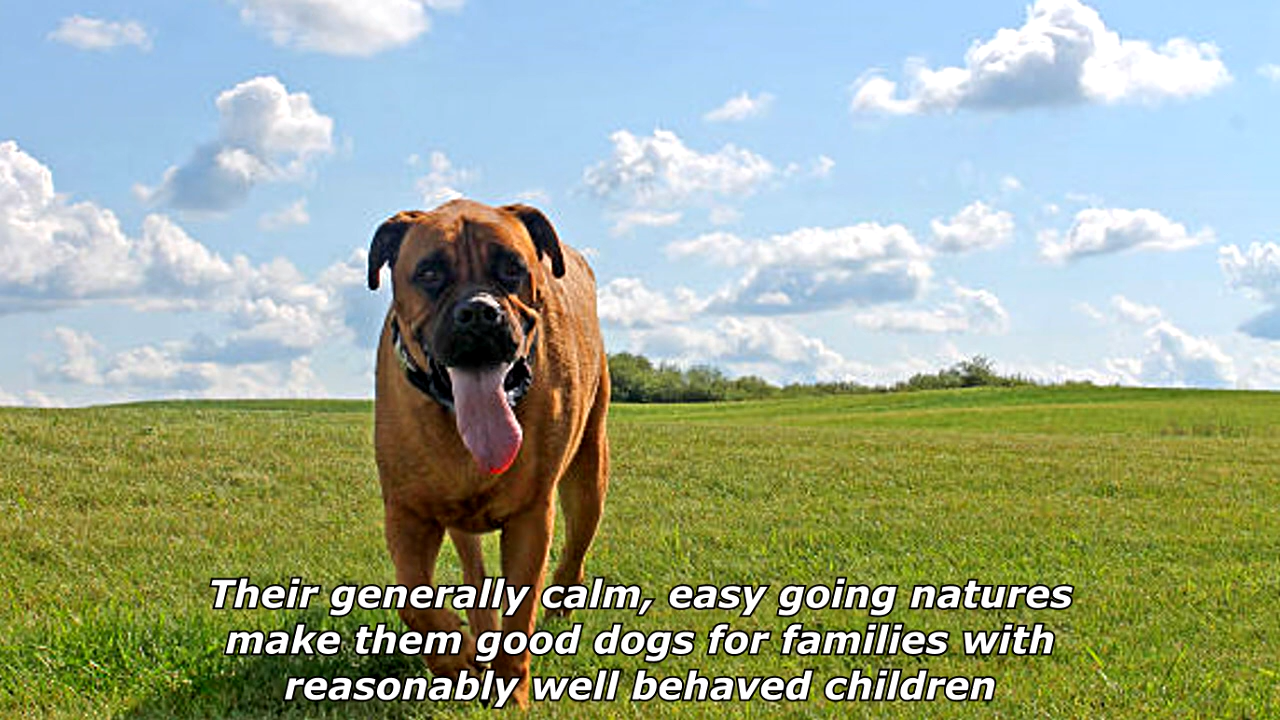 Their generally calm, easy going natures
make them good dogs for families with
reasonably well behaved children